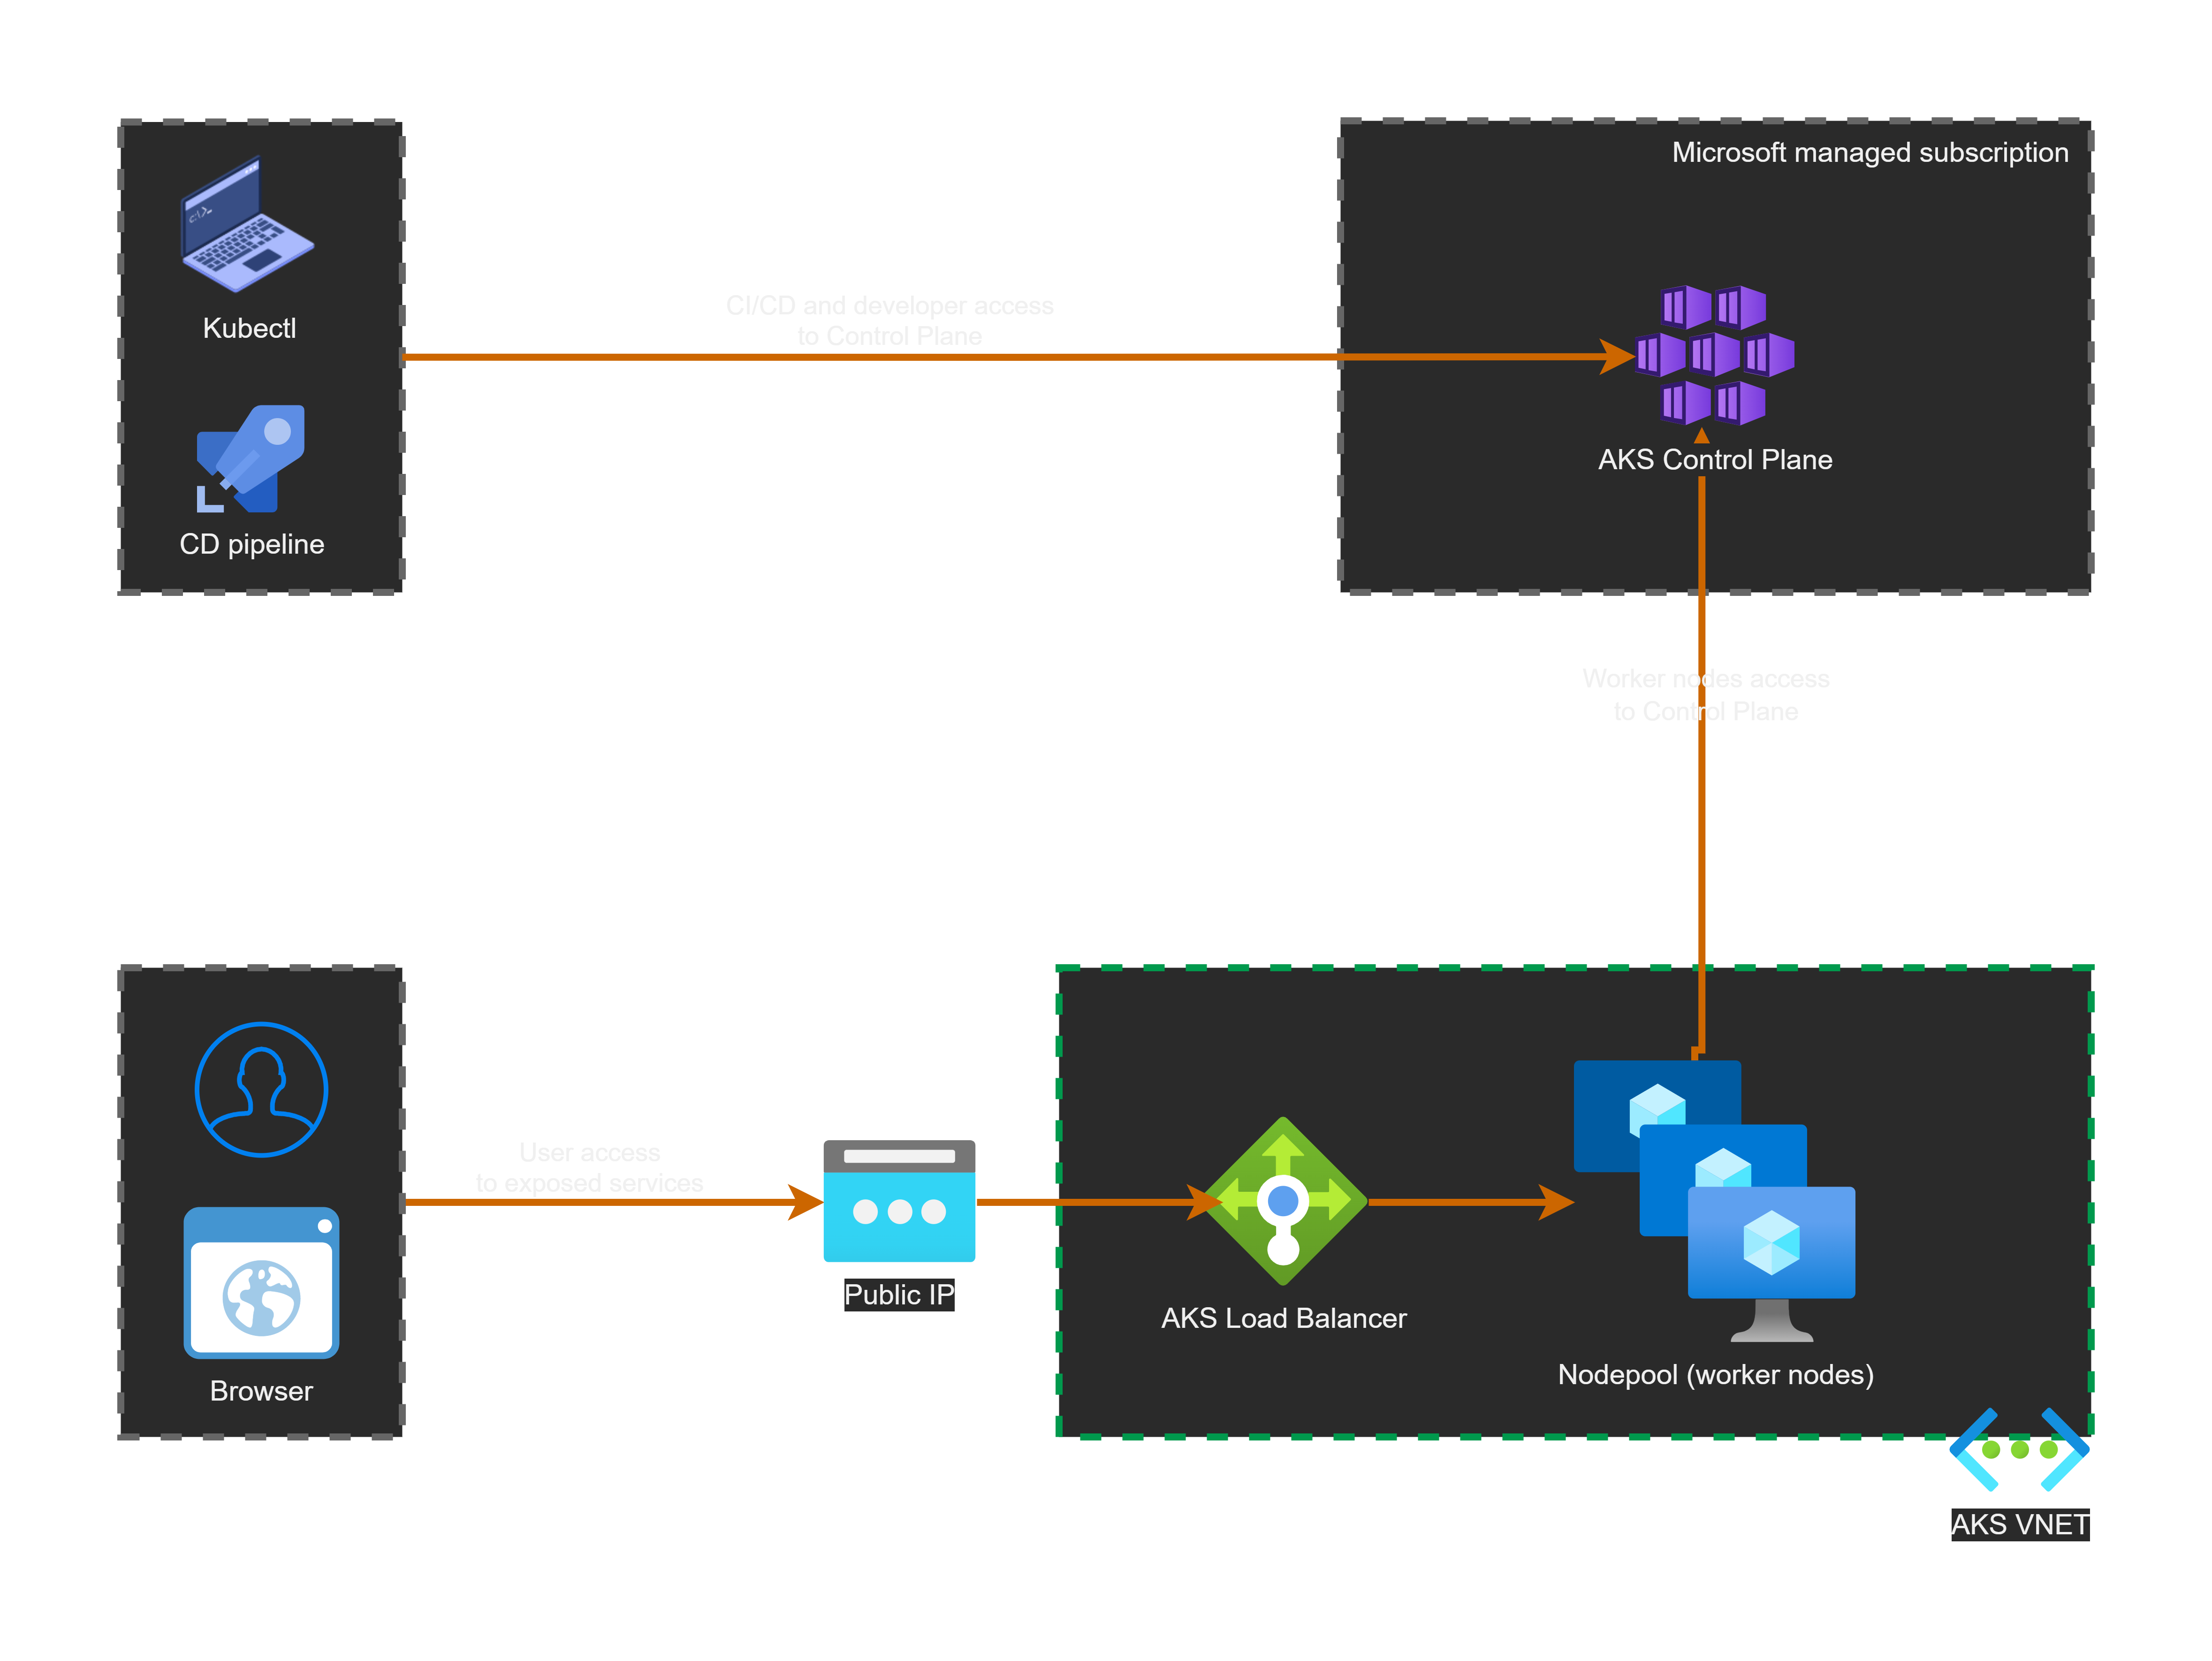 Microsoft managed subscription
Kubectl
CI/CD and developer access
to Control Plane
AKS Control Plane
CD pipeline
Worker nodes access
to Control Plane
User access
to exposed services
Public IP
AKS Load Balancer
Nodepool (worker nodes)
Browser
AKS VNET